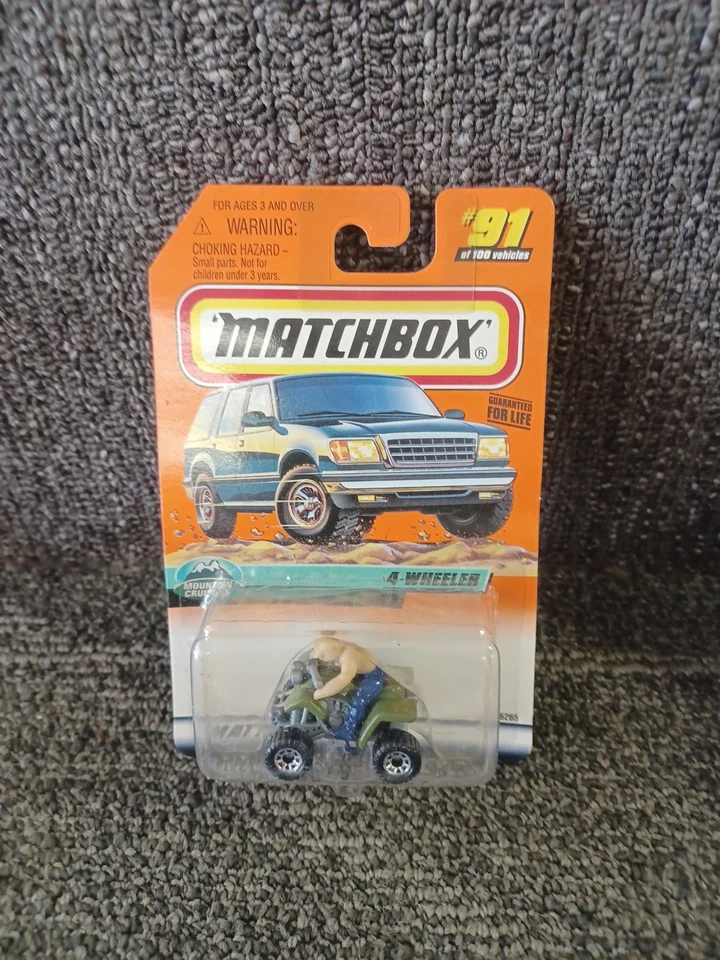 FOR AGES 3 AND OVER
⚠ WARNING:
CHOKING HAZARD –
Small parts. Not for
children under 3 years.
#91
of 100 vehicles
'MATCHBOX'®
GUARANTEED
FOR LIFE
4-WHEELER
MOUNTAIN